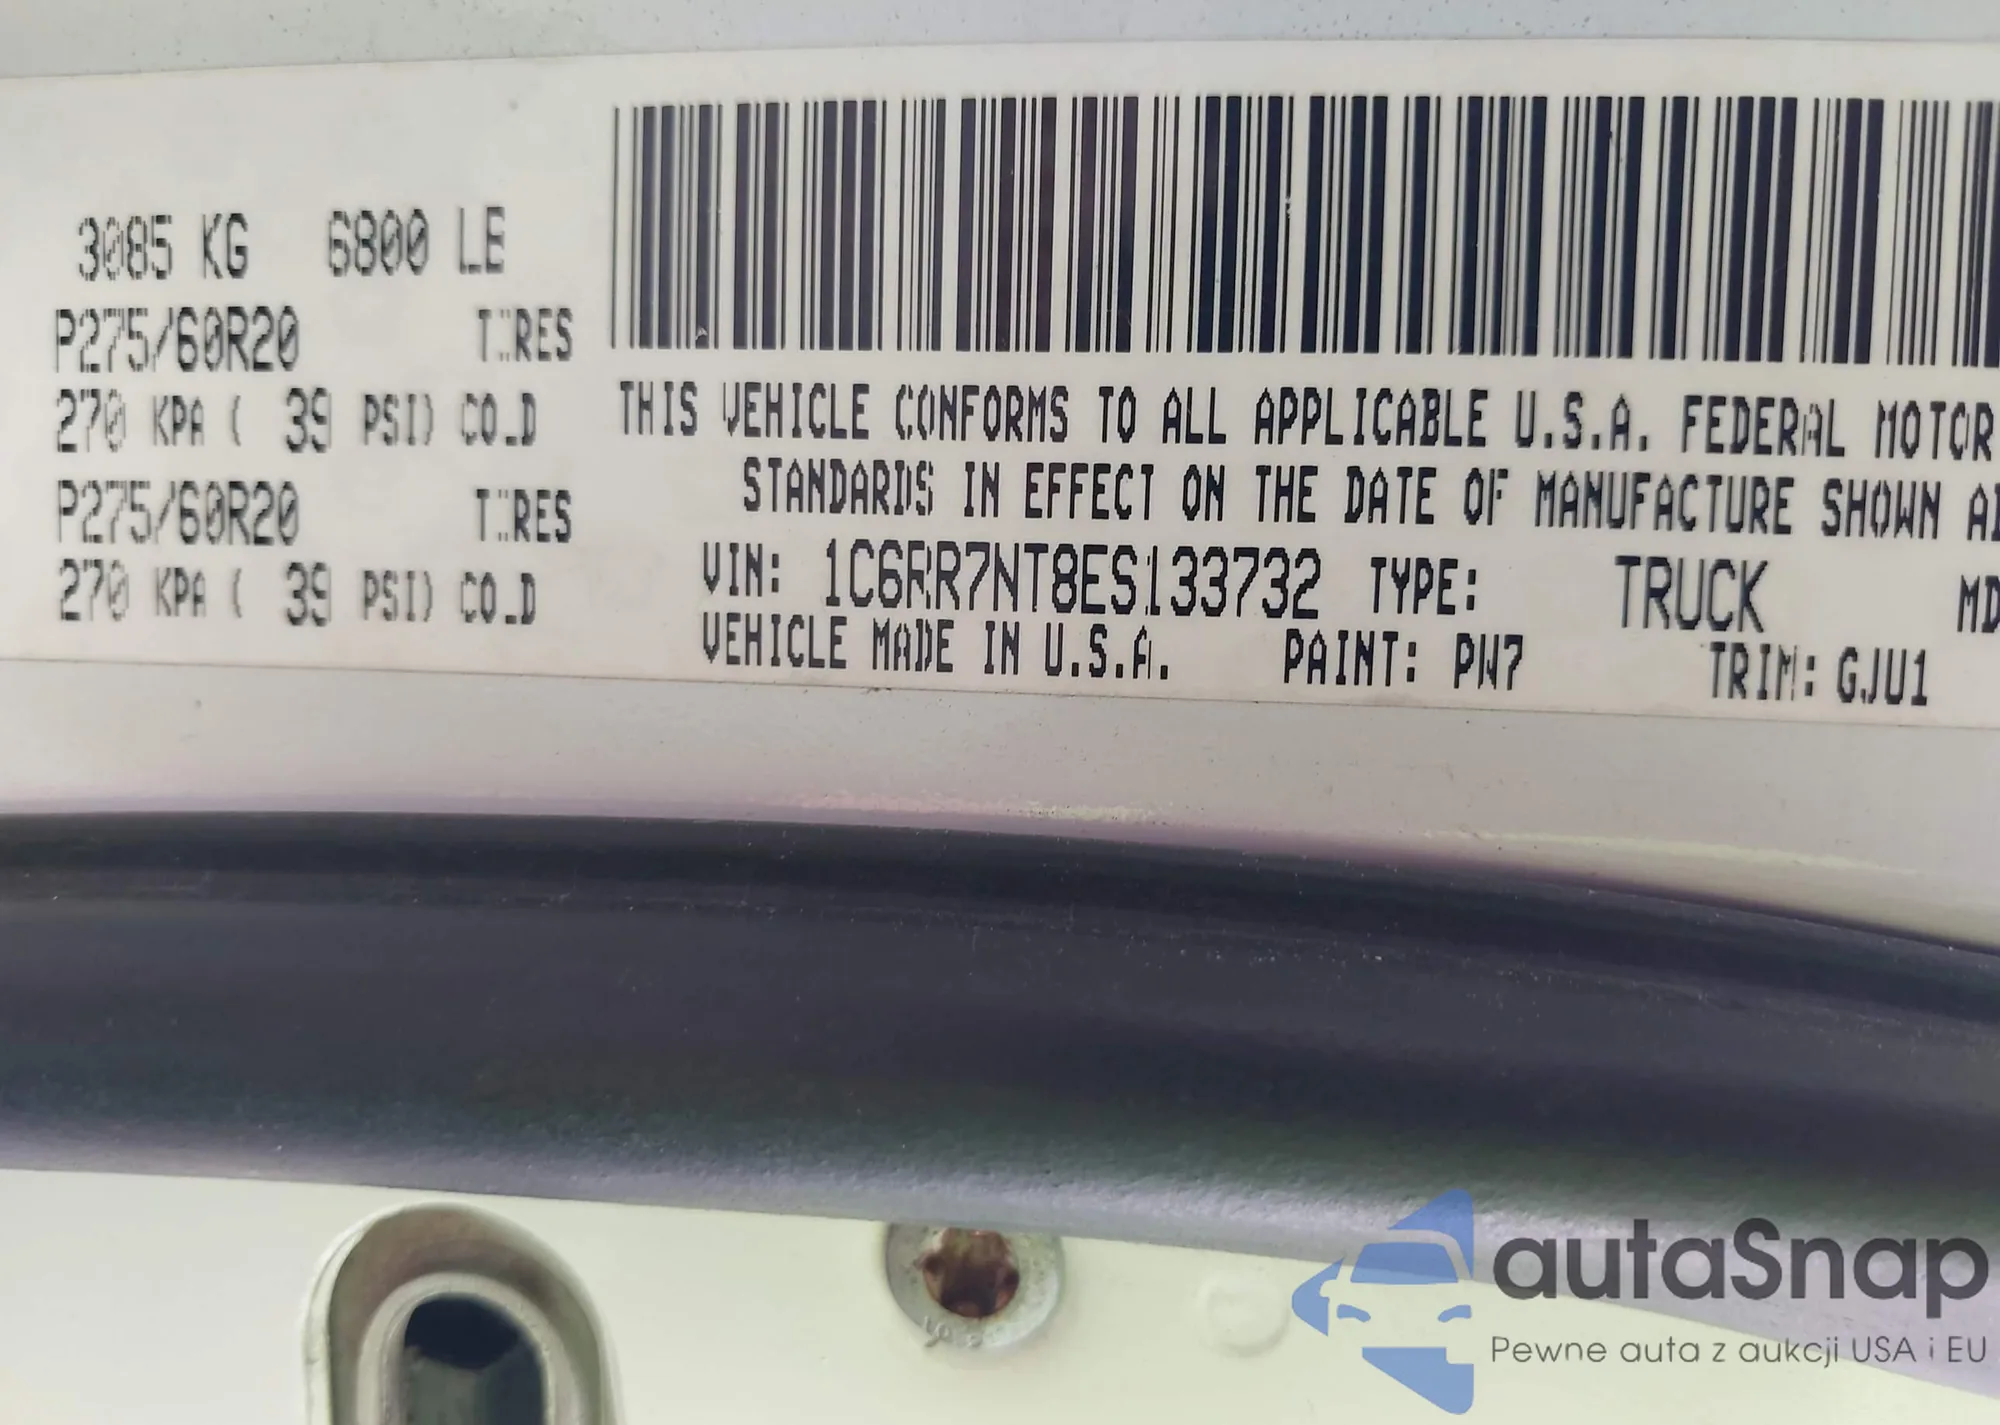 3085 KG 6800 LB
P275/60R20 TIRES
270 KPA ( 39 PSI) COLD
P275/60R20 TIRES
270 KPA ( 39 PSI) COLD
THIS VEHICLE CONFORMS TO ALL APPLICABLE U.S.A. FEDERAL MOTOR
STANDARDS IN EFFECT ON THE DATE OF MANUFACTURE SHOWN A
VIN: 1C6RR7NT8ES133732 TYPE: TRUCK MD
VEHICLE MADE IN U.S.A. PAINT: PW7 TRIM: GJU1
autaSnap
Pewne auta z aukcji USA i EU